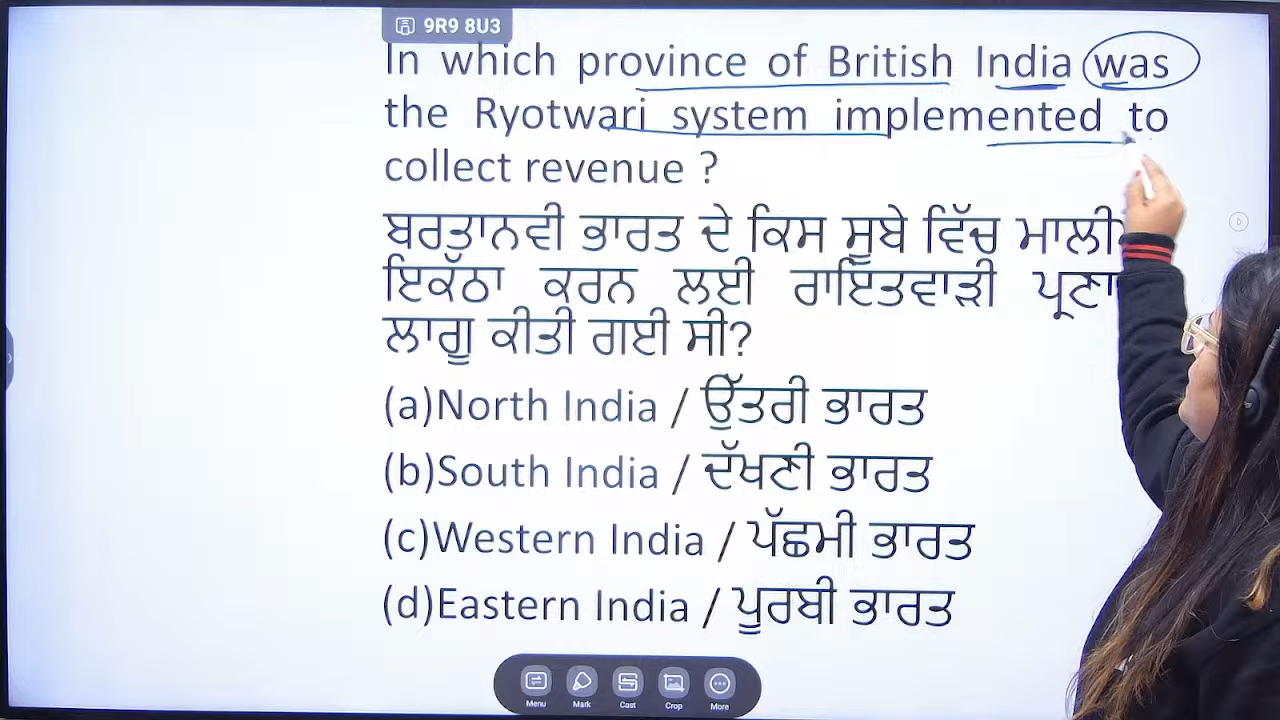 9R9 8U3
In which province of British India was
the Ryotwari system implemented to
collect revenue ?
ਬਰਤਾਨਵੀ ਭਾਰਤ ਦੇ ਕਿਸ ਸੂਬੇ ਵਿੱਚ
ਇਕੱਠਾ ਕਰਨ ਲਈ ਰਾਇਤਵਾੜੀ
ਲਾਗੂ ਕੀਤੀ ਗਈ ਸੀ?
(a)North India / ਉੱਤਰੀ ਭਾਰਤ
(b)South India / ਦੱਖਣੀ ਭਾਰਤ
(c)Western India / ਪੱਛਮੀ ਭਾਰਤ
(d)Eastern India / ਪੂਰਬੀ ਭਾਰਤ
Menu Mark Cast Crop More